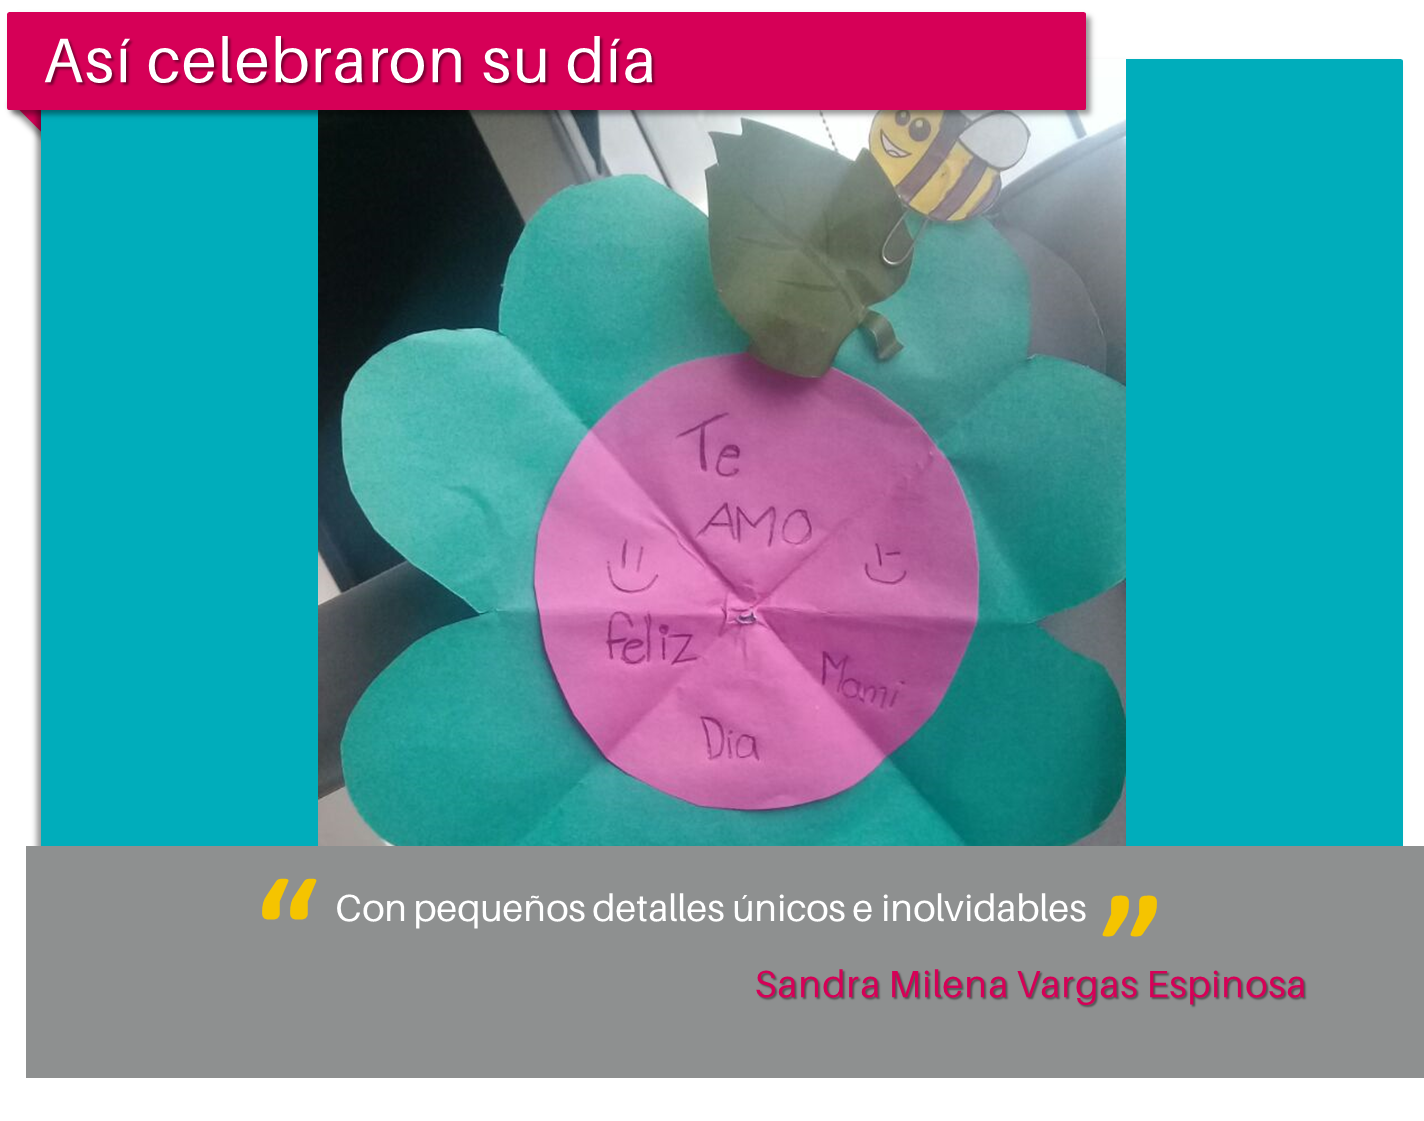 Así celebraron su día
Te
AMO
feliz
Mami
Dia
“ Con pequeños detalles únicos e inolvidables ”
Sandra Milena Vargas Espinosa